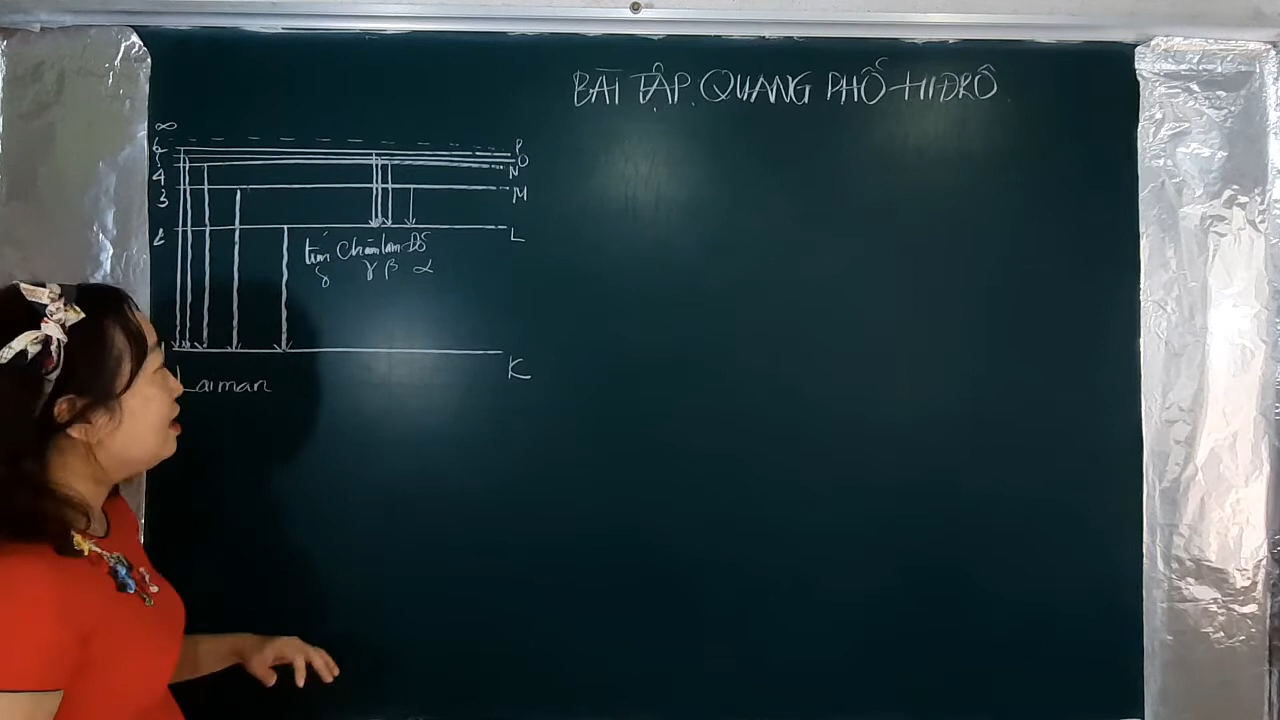 BÀI TẬP QUANG PHỔ HIĐRÔ
∞
6 P
5 O
4 N
3 M
2 L
tím Chàm lam Đỏ
δ γ β α
K
Laiman